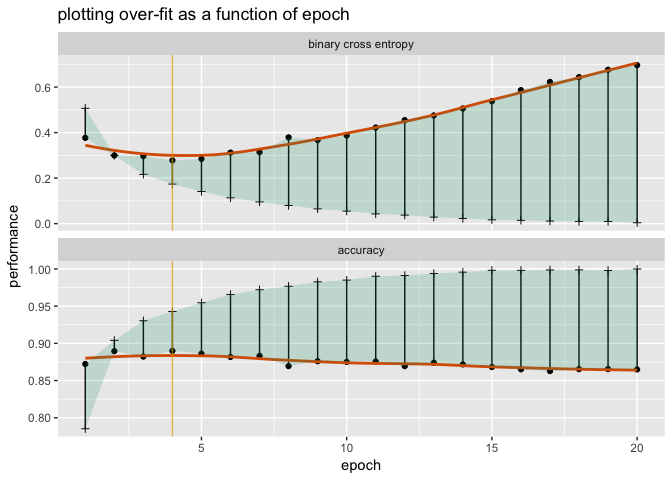 plotting over-fit as a function of epoch
binary cross entropy
0.6
0.4
0.2
0.0
performance
accuracy
1.00
0.95
0.90
0.85
0.80
5
10
15
20
epoch